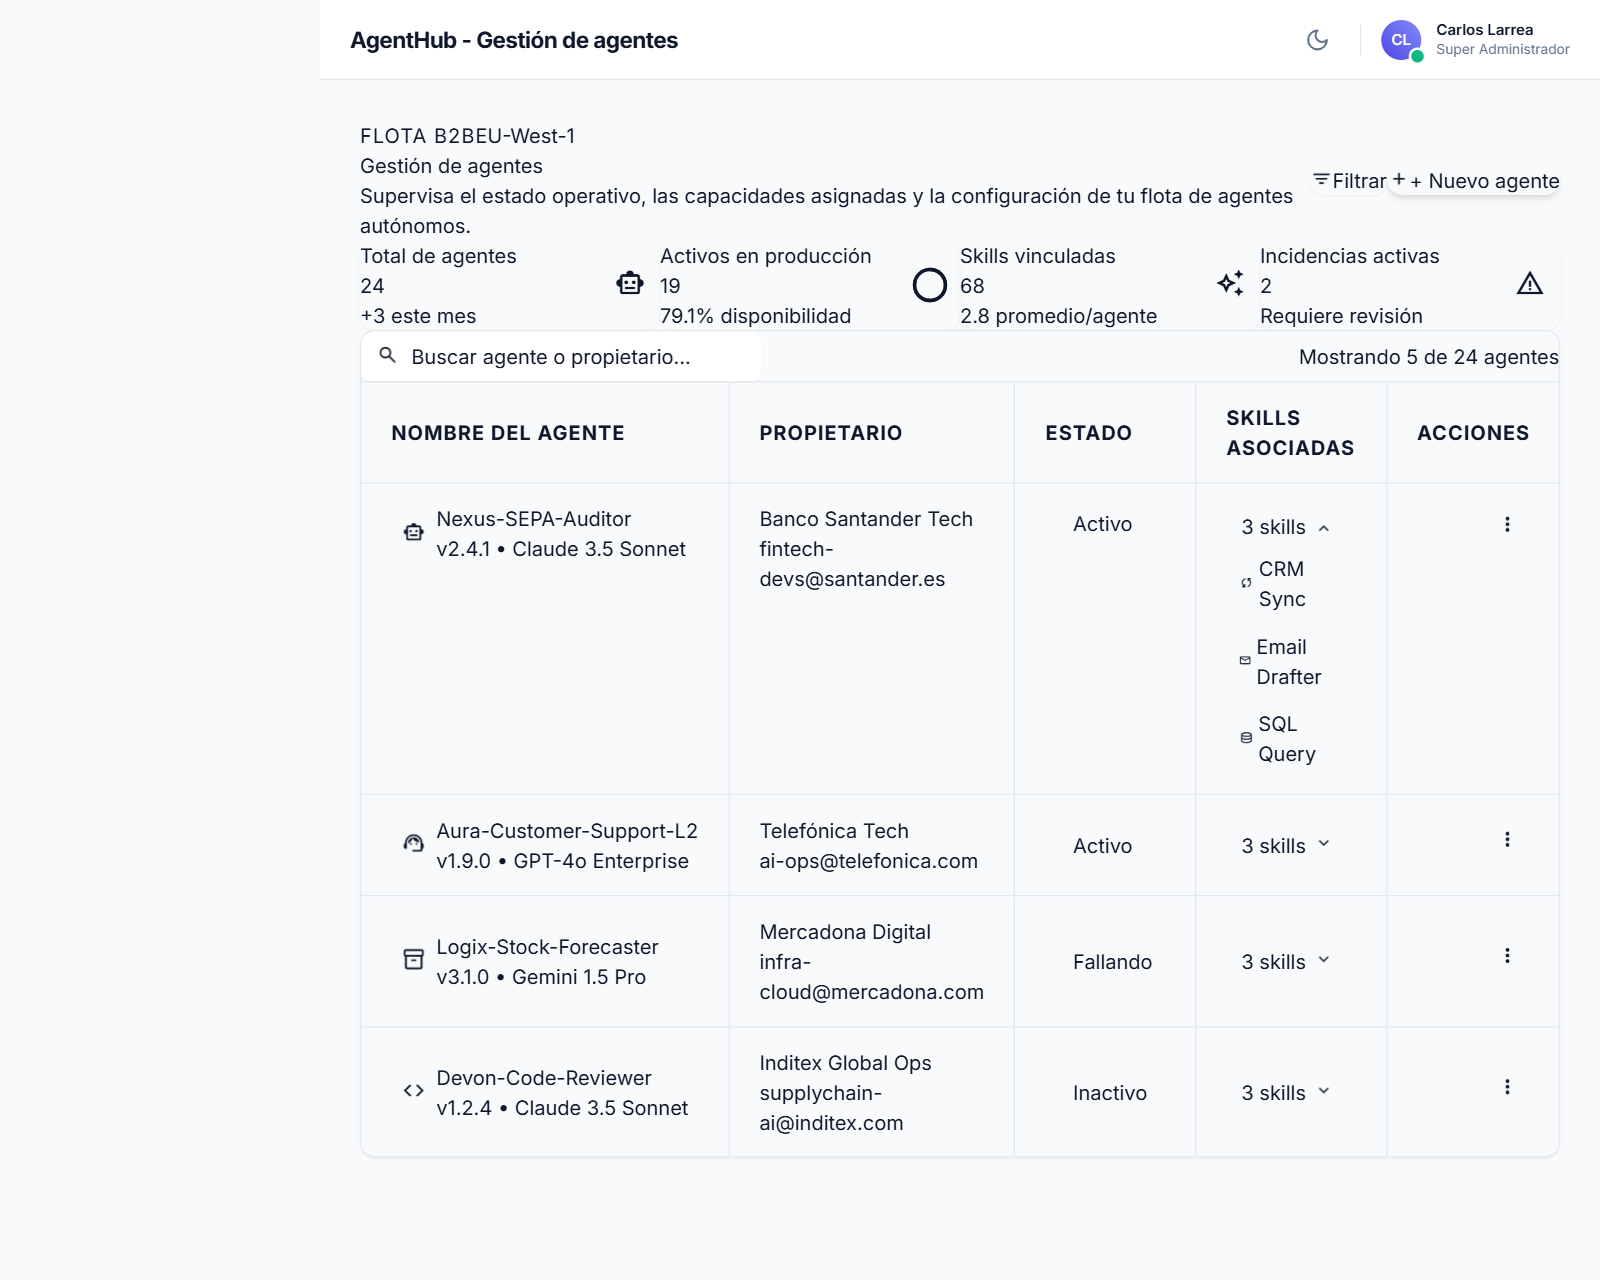 AgentHub - Gestión de agentes
CL
Carlos Larrea
Super Administrador
FLOTA B2BEU-West-1
Gestión de agentes
Supervisa el estado operativo, las capacidades asignadas y la configuración de tu flota de agentes
autónomos.
Filtrar
+ Nuevo agente
Total de agentes
24
+3 este mes
Activos en producción
19
79.1% disponibilidad
Skills vinculadas
68
2.8 promedio/agente
Incidencias activas
2
Requiere revisión
Buscar agente o propietario...
Mostrando 5 de 24 agentes
NOMBRE DEL AGENTE
PROPIETARIO
ESTADO
SKILLS
ASOCIADAS
ACCIONES
Nexus-SEPA-Auditor
v2.4.1 • Claude 3.5 Sonnet
Banco Santander Tech
fintech-
devs@santander.es
Activo
3 skills
CRM
Sync
Email
Drafter
SQL
Query
Aura-Customer-Support-L2
v1.9.0 • GPT-4o Enterprise
Telefónica Tech
ai-ops@telefonica.com
Activo
3 skills
Logix-Stock-Forecaster
v3.1.0 • Gemini 1.5 Pro
Mercadona Digital
infra-
cloud@mercadona.com
Fallando
3 skills
Devon-Code-Reviewer
v1.2.4 • Claude 3.5 Sonnet
Inditex Global Ops
supplychain-
ai@inditex.com
Inactivo
3 skills